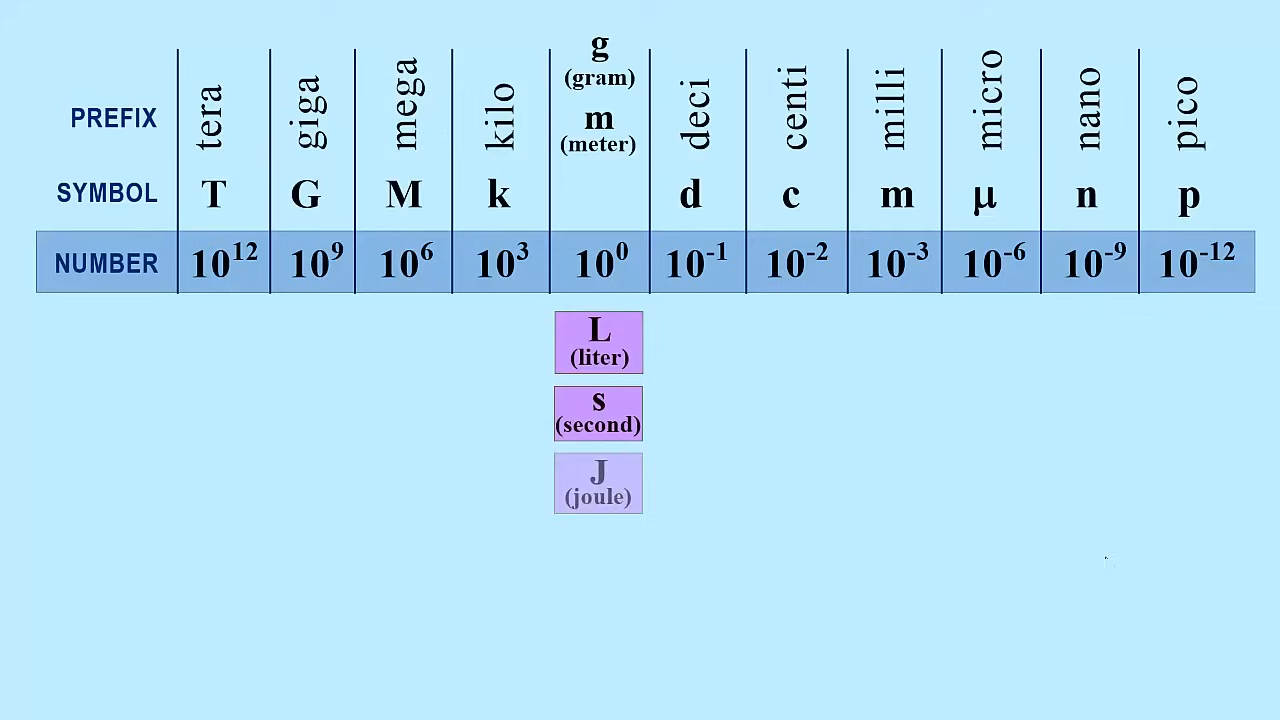 g
(gram)
m
(meter)
PREFIX tera giga mega kilo deci centi milli micro nano pico
SYMBOL T G M k d c m μ n p
NUMBER 10¹² 10⁹ 10⁶ 10³ 10⁰ 10⁻¹ 10⁻² 10⁻³ 10⁻⁶ 10⁻⁹ 10⁻¹²
L
(liter)
s
(second)
J
(joule)